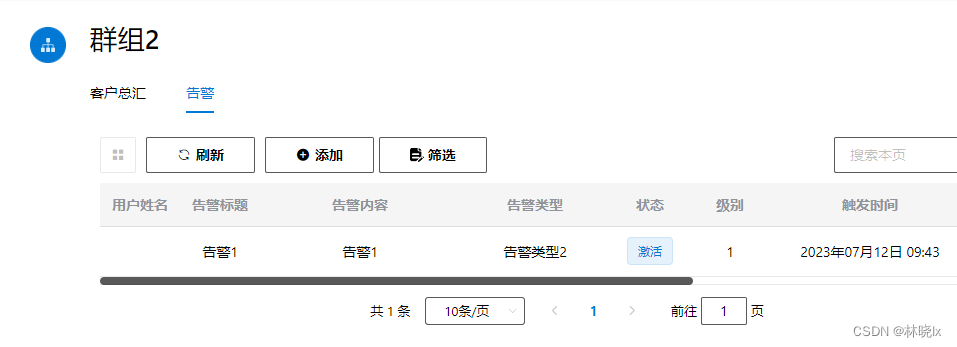 群组2
客户总汇 告警
刷新 添加 筛选 搜索本页
用户姓名 告警标题 告警内容 告警类型 状态 级别 触发时间
告警1 告警1 告警类型2 激活 1 2023年07月12日 09:43
共 1 条 10条/页 1 前往 1 页
CSDN @林晓lx